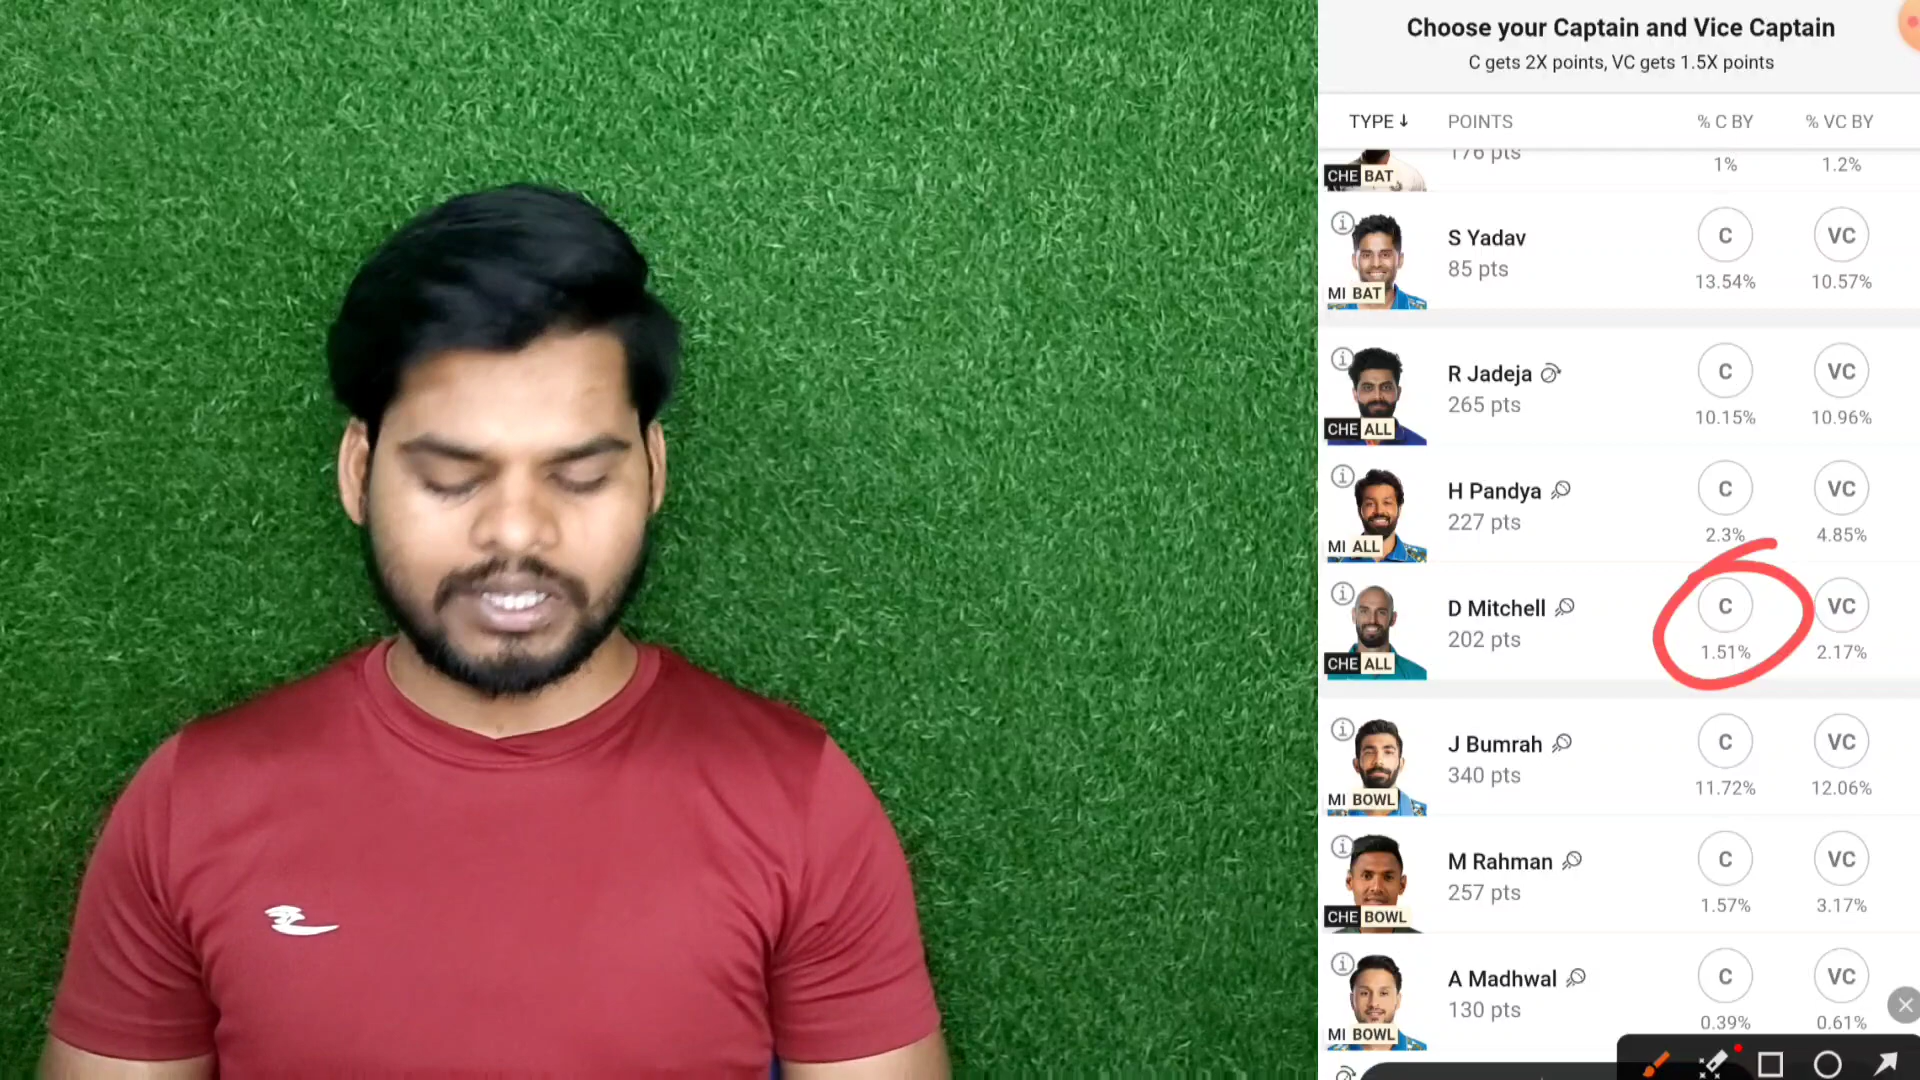 Choose your Captain and Vice Captain
C gets 2X points, VC gets 1.5X points
TYPE ↓ POINTS % C BY % VC BY
176 pts
CHE BAT 1% 1.2%
S Yadav C VC
85 pts
MI BAT 13.54% 10.57%
R Jadeja C VC
265 pts
CHE ALL 10.15% 10.96%
H Pandya C VC
227 pts
MI ALL 2.3% 4.85%
D Mitchell C VC
202 pts
CHE ALL 1.51% 2.17%
J Bumrah C VC
340 pts
MI BOWL 11.72% 12.06%
M Rahman C VC
257 pts
CHE BOWL 1.57% 3.17%
A Madhwal C VC
130 pts
MI BOWL 0.39% 0.61%